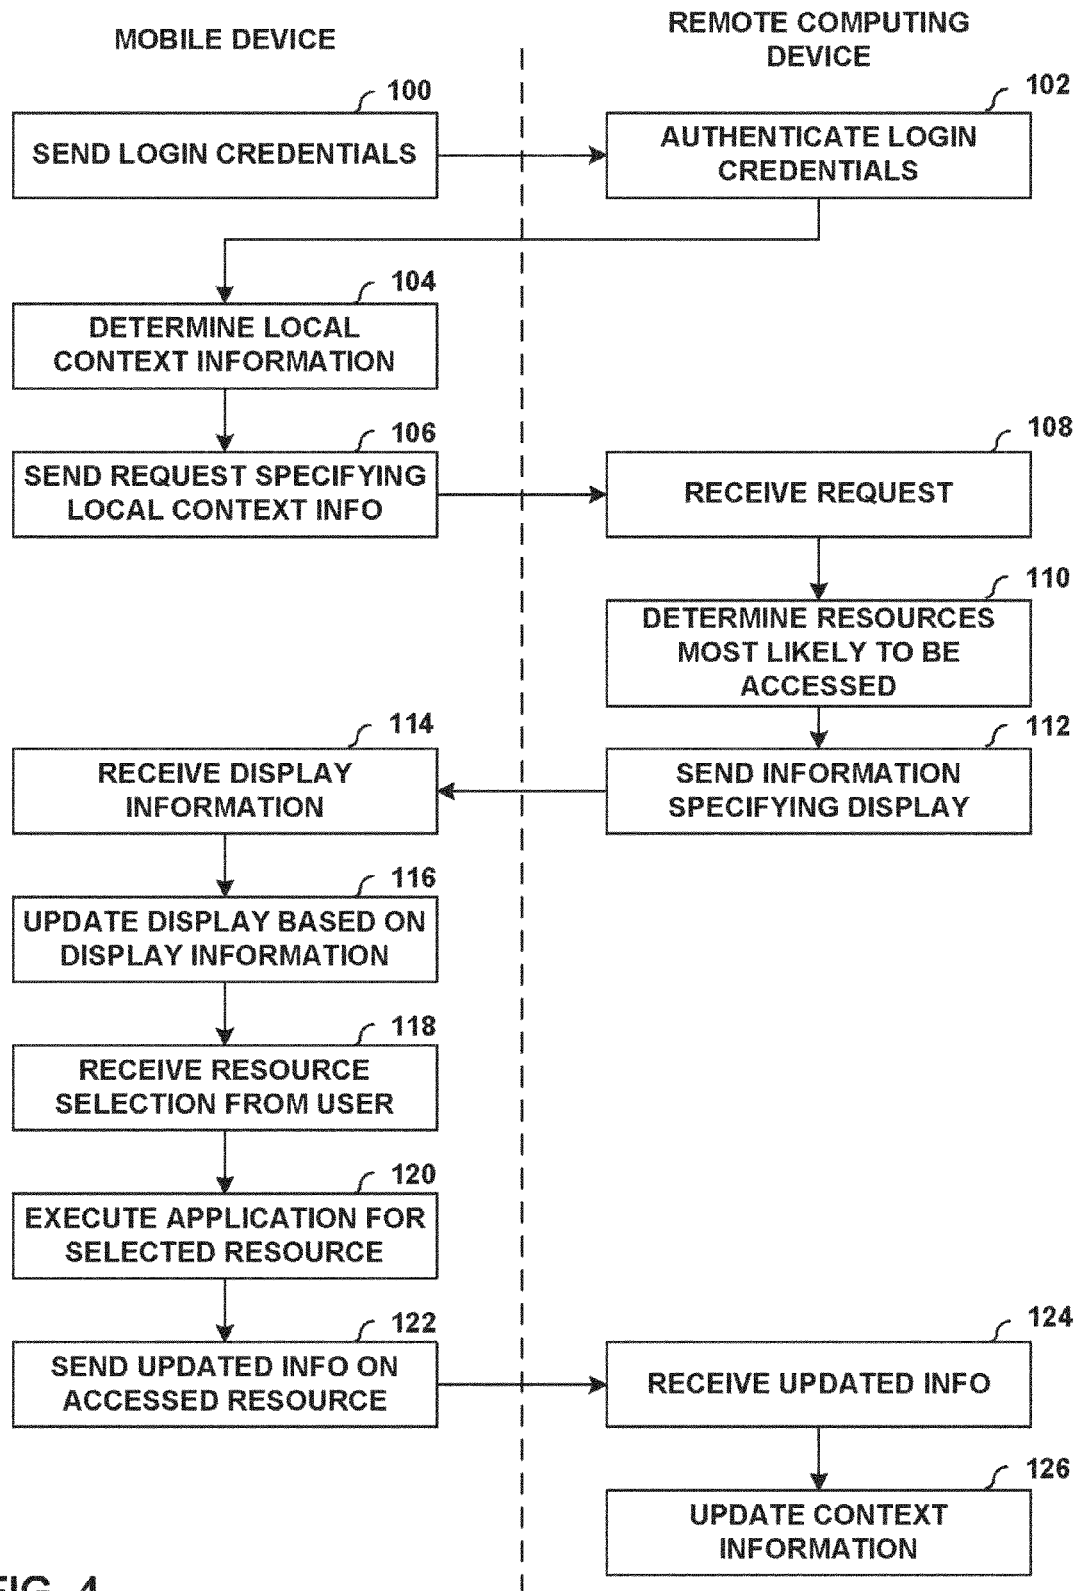 MOBILE DEVICE
REMOTE COMPUTING
DEVICE
100
SEND LOGIN CREDENTIALS
102
AUTHENTICATE LOGIN
CREDENTIALS
104
DETERMINE LOCAL
CONTEXT INFORMATION
106
SEND REQUEST SPECIFYING
LOCAL CONTEXT INFO
108
RECEIVE REQUEST
110
DETERMINE RESOURCES
MOST LIKELY TO BE
ACCESSED
112
SEND INFORMATION
SPECIFYING DISPLAY
114
RECEIVE DISPLAY
INFORMATION
116
UPDATE DISPLAY BASED ON
DISPLAY INFORMATION
118
RECEIVE RESOURCE
SELECTION FROM USER
120
EXECUTE APPLICATION FOR
SELECTED RESOURCE
122
SEND UPDATED INFO ON
ACCESSED RESOURCE
124
RECEIVE UPDATED INFO
126
UPDATE CONTEXT
INFORMATION
FIG. 4